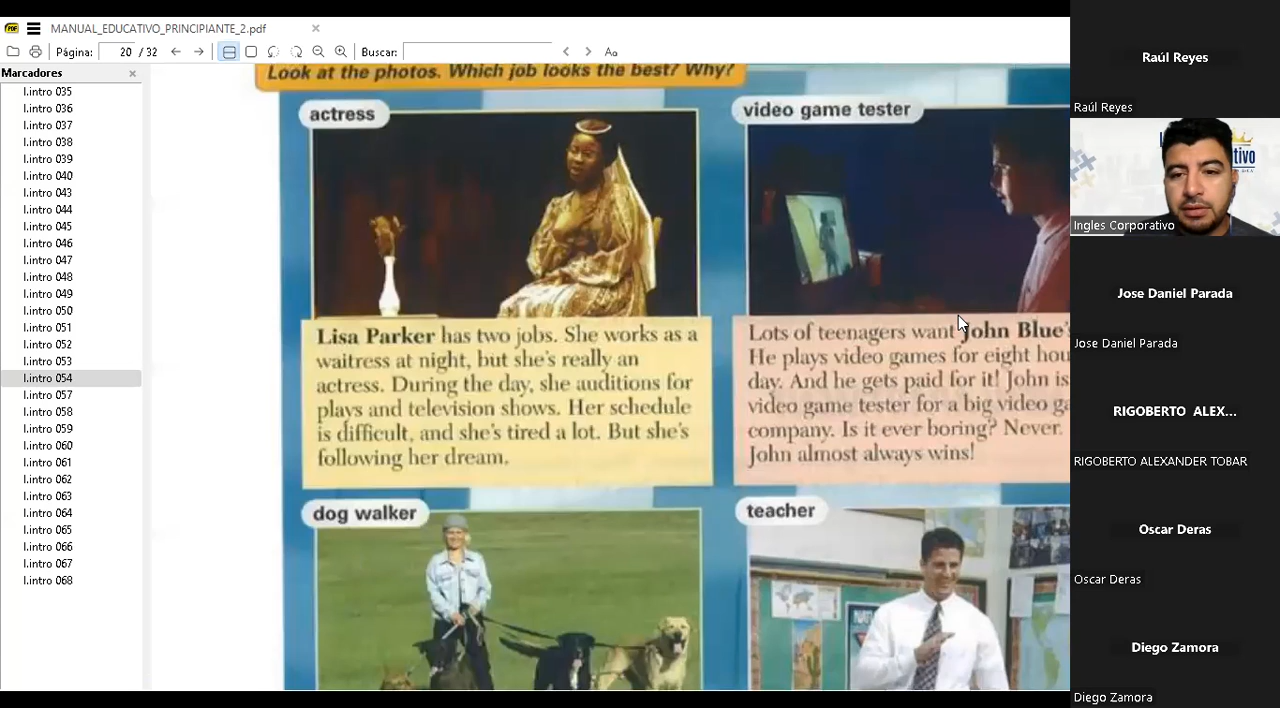 MANUAL_EDUCATIVO_PRINCIPIANTE_2.pdf
Página: 20 / 32
Buscar:
Aa
Marcadores
I.intro 035
I.intro 036
I.intro 037
I.intro 038
I.intro 039
I.intro 040
I.intro 043
I.intro 044
I.intro 045
I.intro 046
I.intro 047
I.intro 048
I.intro 049
I.intro 050
I.intro 051
I.intro 052
I.intro 053
I.intro 054
I.intro 057
I.intro 058
I.intro 059
I.intro 060
I.intro 061
I.intro 062
I.intro 063
I.intro 064
I.intro 065
I.intro 066
I.intro 067
I.intro 068
Look at the photos. Which job looks the best? Why?
actress
Lisa Parker has two jobs. She works as a
waitress at night, but she's really an
actress. During the day, she auditions for
plays and television shows. Her schedule
is difficult, and she's tired a lot. But she's
following her dream.
video game tester
Lots of teenagers want John Blue's
He plays video games for eight hou
day. And he gets paid for it! John is
video game tester for a big video ga
company. Is it ever boring? Never.
John almost always wins!
dog walker
teacher
Raúl Reyes
Raúl Reyes
tivo
Ingles Corporativo
Jose Daniel Parada
Jose Daniel Parada
RIGOBERTO ALEX...
RIGOBERTO ALEXANDER TOBAR
Oscar Deras
Oscar Deras
Diego Zamora
Diego Zamora